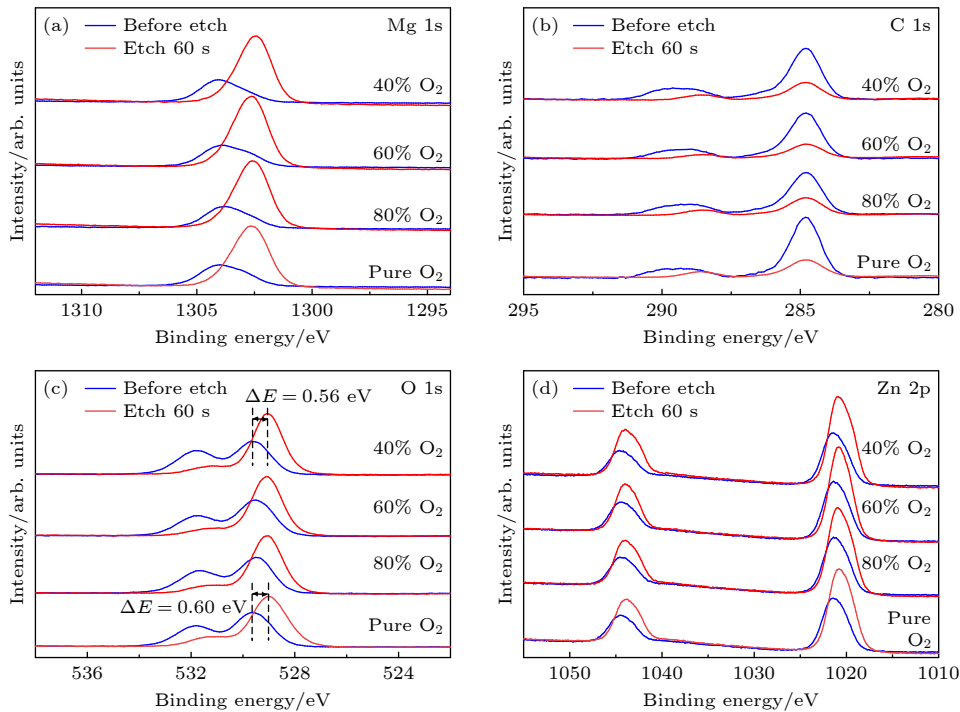 (a)
Before etch
Etch 60 s
Mg 1s
40% O2
60% O2
80% O2
Pure O2
Intensity/arb. units
1310
1305
1300
1295
Binding energy/eV
(b)
Before etch
Etch 60 s
C 1s
40% O2
60% O2
80% O2
Pure O2
Intensity/arb. units
295
290
285
280
Binding energy/eV
(c)
Before etch
Etch 60 s
O 1s
ΔE = 0.56 eV
40% O2
60% O2
80% O2
ΔE = 0.60 eV
Pure O2
Intensity/arb. units
536
532
528
524
Binding energy/eV
(d)
Before etch
Etch 60 s
Zn 2p
40% O2
60% O2
80% O2
Pure
O2
Intensity/arb. units
1050
1040
1030
1020
1010
Binding energy/eV